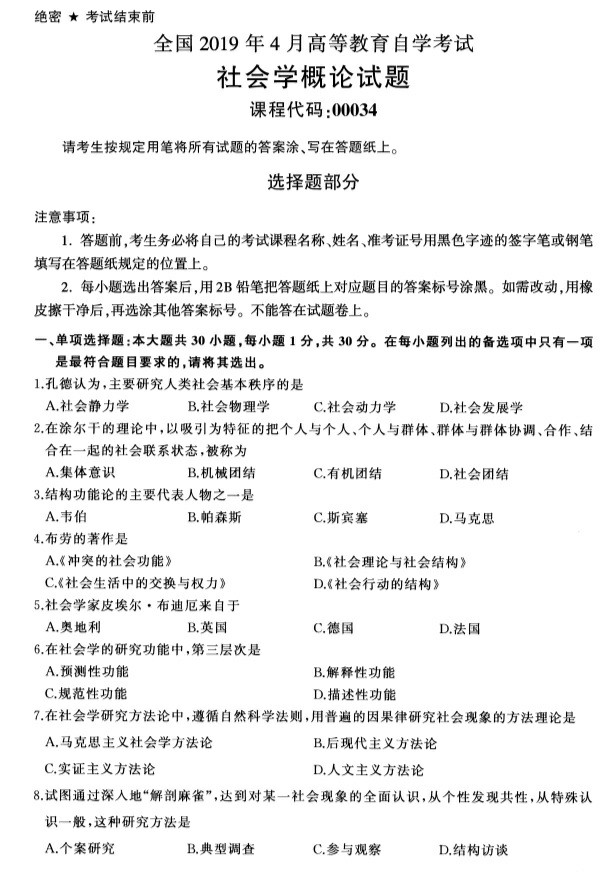 绝密 ★ 考试结束前
全国 2019 年 4 月高等教育自学考试
社会学概论试题
课程代码:00034
请考生按规定用笔将所有试题的答案涂、写在答题纸上。
选择题部分
注意事项:
1. 答题前,考生务必将自己的考试课程名称、姓名、准考证号用黑色字迹的签字笔或钢笔
填写在答题纸规定的位置上。
2. 每小题选出答案后,用 2B 铅笔把答题纸上对应题目的答案标号涂黑。如需改动,用橡
皮擦干净后,再选涂其他答案标号。不能答在试题卷上。
一、单项选择题:本大题共 30 小题,每小题 1 分,共 30 分。在每小题列出的备选项中只有一项
是最符合题目要求的,请将其选出。
1.孔德认为,主要研究人类社会基本秩序的是
A.社会静力学 B.社会物理学 C.社会动力学 D.社会发展学
2.在涂尔干的理论中,以吸引为特征的把个人与个人、个人与群体、群体与群体协调、合作、结
合在一起的社会联系状态,被称为
A.集体意识 B.机械团结 C.有机团结 D.社会团结
3.结构功能论的主要代表人物之一是
A.韦伯 B.帕森斯 C.斯宾塞 D.马克思
4.布劳的著作是
A.《冲突的社会功能》 B.《社会理论与社会结构》
C.《社会生活中的交换与权力》 D.《社会行动的结构》
5.社会学家皮埃尔·布迪厄来自于
A.奥地利 B.英国 C.德国 D.法国
6.在社会学的研究功能中,第三层次是
A.预测性功能 B.解释性功能
C.规范性功能 D.描述性功能
7.在社会学研究方法论中,遵循自然科学法则,用普遍的因果律研究社会现象的方法理论是
A.马克思主义社会学方法论 B.后现代主义方法论
C.实证主义方法论 D.人文主义方法论
8.试图通过深入地“解剖麻雀”,达到对某一社会现象的全面认识,从个性发现共性,从特殊认
识一般,这种研究方法是
A.个案研究 B.典型调查 C.参与观察 D.结构访谈